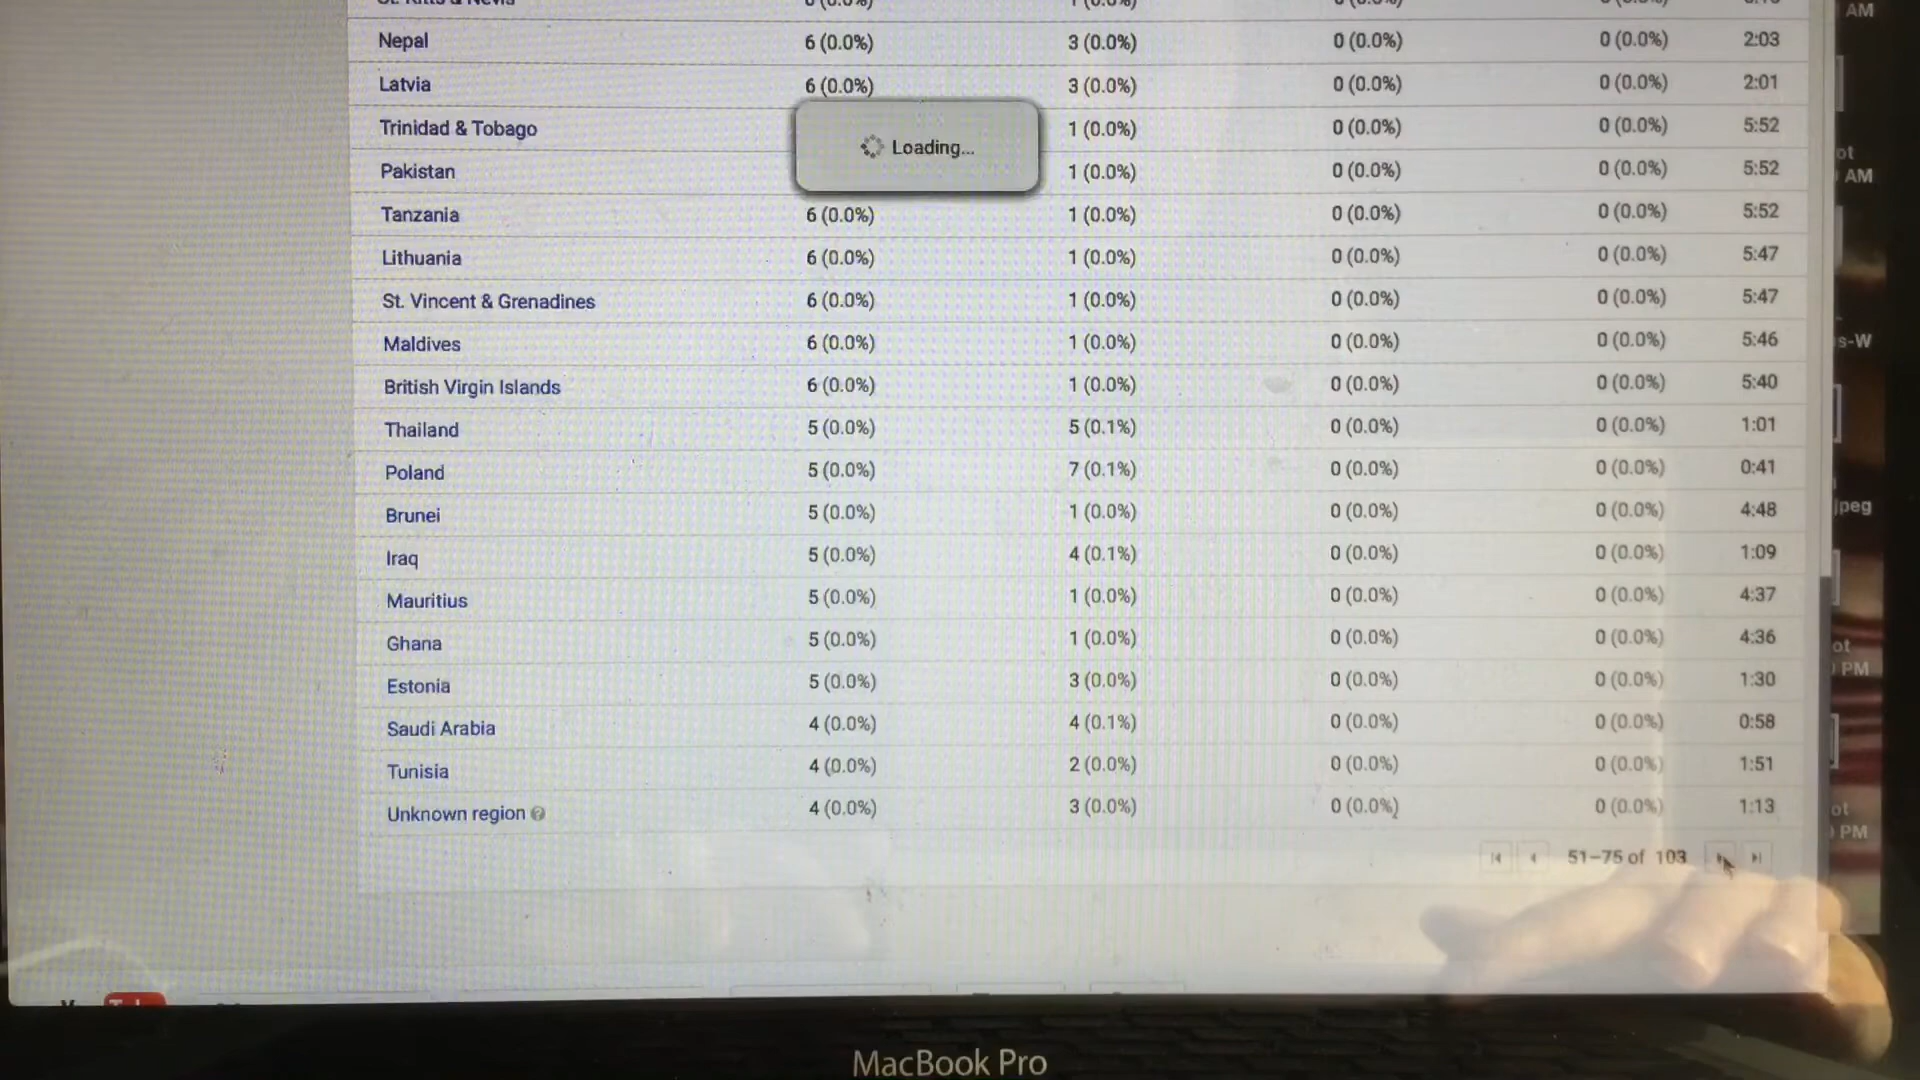 St. Kitts & Nevis
Nepal 6 (0.0%) 3 (0.0%) 0 (0.0%) 0 (0.0%) 2:03
Latvia 6 (0.0%) 3 (0.0%) 0 (0.0%) 0 (0.0%) 2:01
Trinidad & Tobago 1 (0.0%) 0 (0.0%) 0 (0.0%) 5:52
Loading...
Pakistan 1 (0.0%) 0 (0.0%) 0 (0.0%) 5:52
Tanzania 6 (0.0%) 1 (0.0%) 0 (0.0%) 0 (0.0%) 5:52
Lithuania 6 (0.0%) 1 (0.0%) 0 (0.0%) 0 (0.0%) 5:47
St. Vincent & Grenadines 6 (0.0%) 1 (0.0%) 0 (0.0%) 0 (0.0%) 5:47
Maldives 6 (0.0%) 1 (0.0%) 0 (0.0%) 0 (0.0%) 5:46
British Virgin Islands 6 (0.0%) 1 (0.0%) 0 (0.0%) 0 (0.0%) 5:40
Thailand 5 (0.0%) 5 (0.1%) 0 (0.0%) 0 (0.0%) 1:01
Poland 5 (0.0%) 7 (0.1%) 0 (0.0%) 0 (0.0%) 0:41
Brunei 5 (0.0%) 1 (0.0%) 0 (0.0%) 0 (0.0%) 4:48
Iraq 5 (0.0%) 4 (0.1%) 0 (0.0%) 0 (0.0%) 1:09
Mauritius 5 (0.0%) 1 (0.0%) 0 (0.0%) 0 (0.0%) 4:37
Ghana 5 (0.0%) 1 (0.0%) 0 (0.0%) 0 (0.0%) 4:36
Estonia 5 (0.0%) 3 (0.0%) 0 (0.0%) 0 (0.0%) 1:30
Saudi Arabia 4 (0.0%) 4 (0.1%) 0 (0.0%) 0 (0.0%) 0:58
Tunisia 4 (0.0%) 2 (0.0%) 0 (0.0%) 0 (0.0%) 1:51
Unknown region ? 4 (0.0%) 3 (0.0%) 0 (0.0%) 0 (0.0%) 1:13
51–75 of 103
AM
ot
AM
s-W
jpeg
ot
PM
ot
PM
MacBook Pro